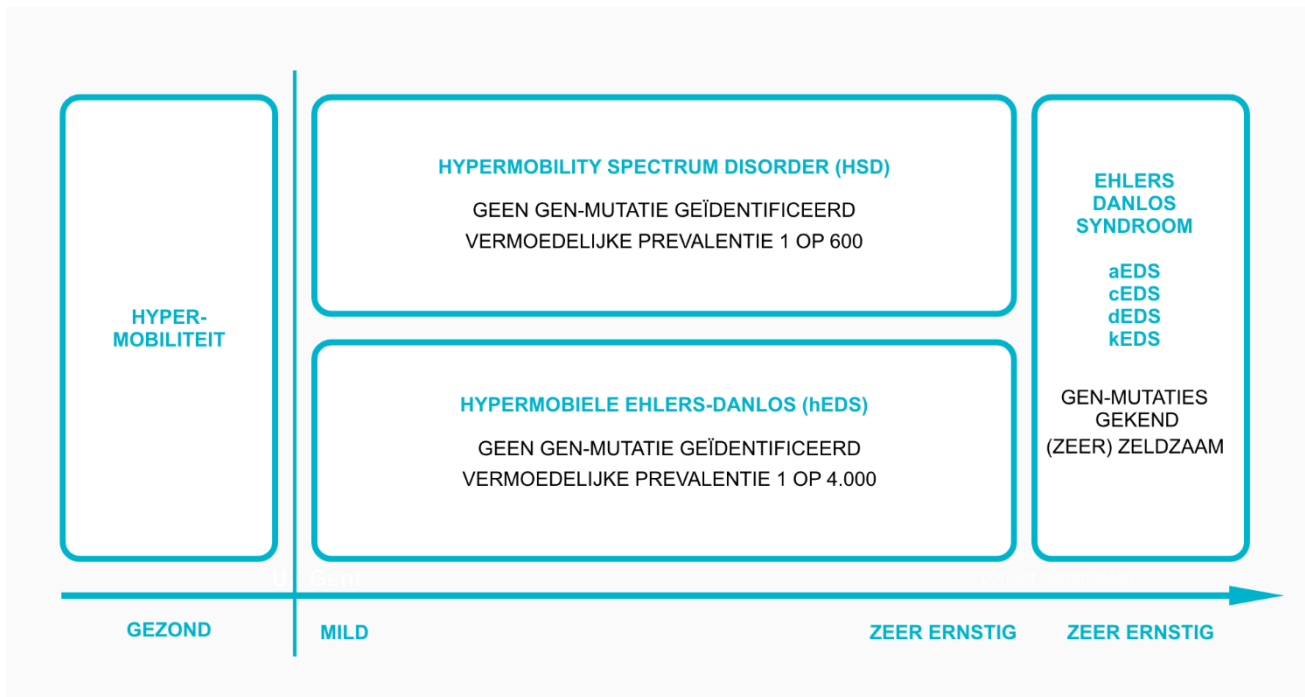 HYPER-
MOBILITEIT
HYPERMOBILITY SPECTRUM DISORDER (HSD)
GEEN GEN-MUTATIE GEÏDENTIFICEERD
VERMOEDELIJKE PREVALENTIE 1 OP 600
HYPERMOBIELE EHLERS-DANLOS (hEDS)
GEEN GEN-MUTATIE GEÏDENTIFICEERD
VERMOEDELIJKE PREVALENTIE 1 OP 4.000
EHLERS
DANLOS
SYNDROOM
aEDS
cEDS
dEDS
kEDS
GEN-MUTATIES
GEKEND
(ZEER) ZELDZAAM
GEZOND
MILD
ZEER ERNSTIG
ZEER ERNSTIG